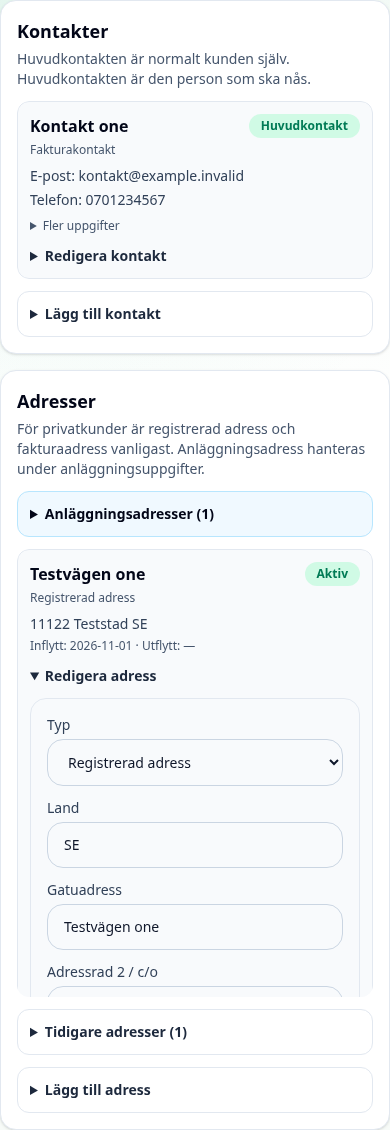 Kontakter
Huvudkontakten är normalt kunden själv.
Huvudkontakten är den person som ska nås.
Kontakt one
Huvudkontakt
Fakturakontakt
E-post: kontakt@example.invalid
Telefon: 0701234567
Fler uppgifter
Redigera kontakt
Lägg till kontakt
Adresser
För privatkunder är registrerad adress och
fakturaadress vanligast. Anläggningsadress hanteras
under anläggningsuppgifter.
Anläggningsadresser (1)
Testvägen one
Aktiv
Registrerad adress
11122 Teststad SE
Inflytt: 2026-11-01 · Utflytt: —
Redigera adress
Typ
Registrerad adress
Land
SE
Gatuadress
Testvägen one
Adressrad 2 / c/o
Tidigare adresser (1)
Lägg till adress